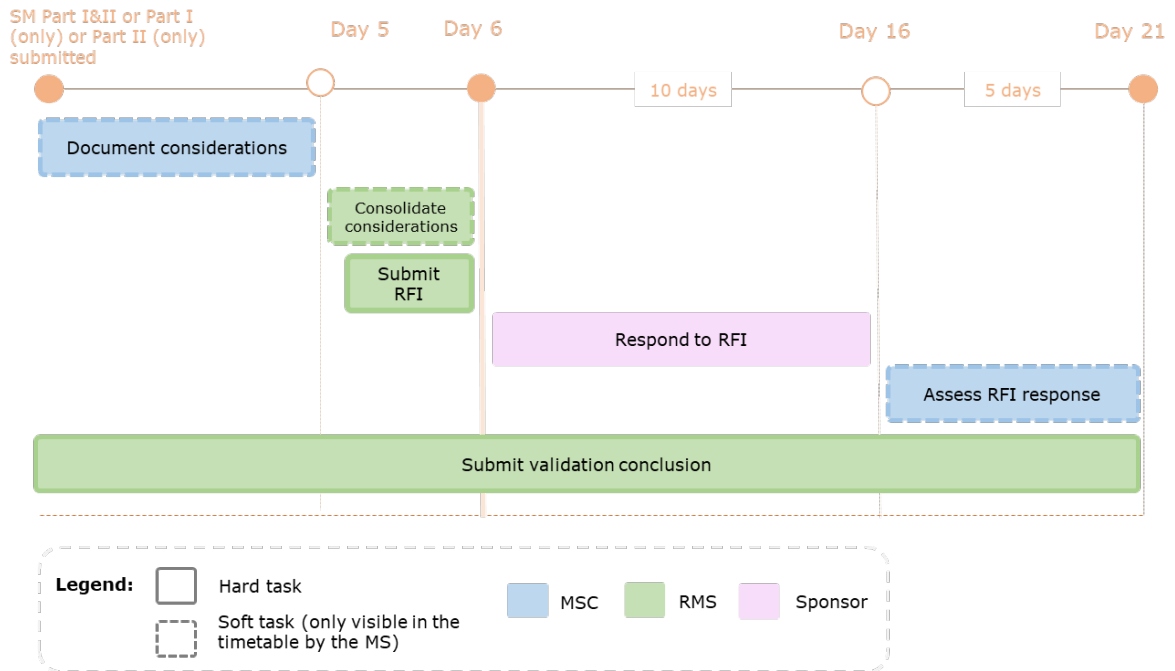 SM Part I&II or Part I
(only) or Part II (only)
submitted
Day 5
Day 6
Day 16
Day 21
10 days
5 days
Document considerations
Consolidate
considerations
Submit
RFI
Respond to RFI
Assess RFI response
Submit validation conclusion
Legend:
Hard task
Soft task (only visible in the
timetable by the MS)
MSC
RMS
Sponsor